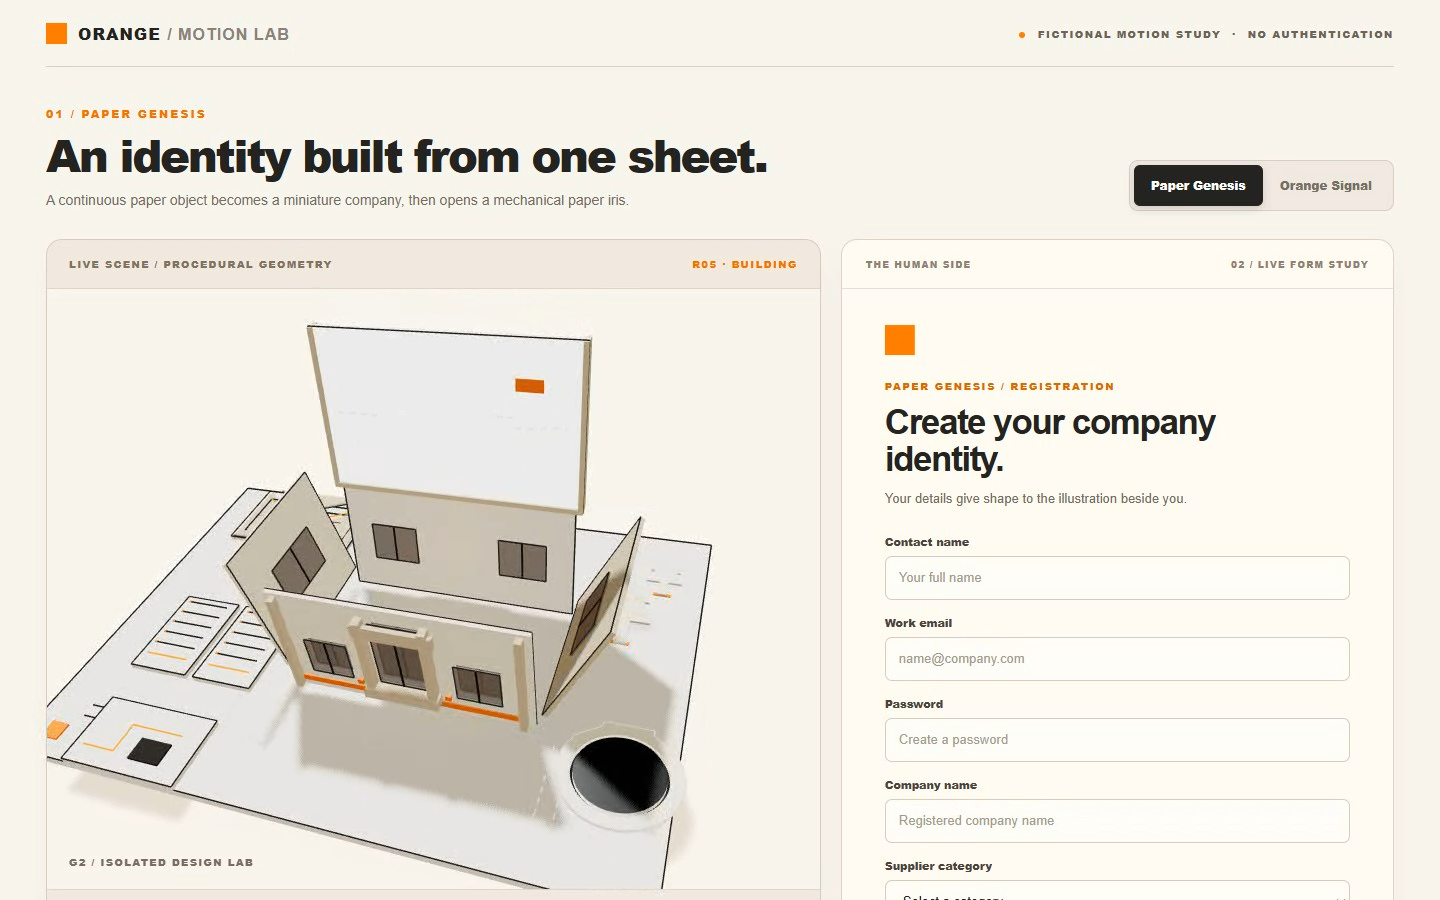 ORANGE / MOTION LAB
FICTIONAL MOTION STUDY · NO AUTHENTICATION
01 / PAPER GENESIS
An identity built from one sheet.
A continuous paper object becomes a miniature company, then opens a mechanical paper iris.
Paper Genesis
Orange Signal
LIVE SCENE / PROCEDURAL GEOMETRY
R05 · BUILDING
G2 / ISOLATED DESIGN LAB
THE HUMAN SIDE
02 / LIVE FORM STUDY
PAPER GENESIS / REGISTRATION
Create your company
identity.
Your details give shape to the illustration beside you.
Contact name
Your full name
Work email
name@company.com
Password
Create a password
Company name
Registered company name
Supplier category
Select a category